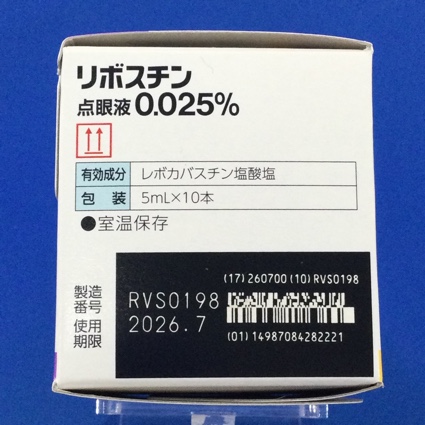 リボスチン
点眼液0.025%
有効成分 レボカバスチン塩酸塩
包装 5mL×10本
●室温保存
(17)260700(10)RVS0198
製造番号 RVS0198
使用期限 2026.7
(01)14987084282221